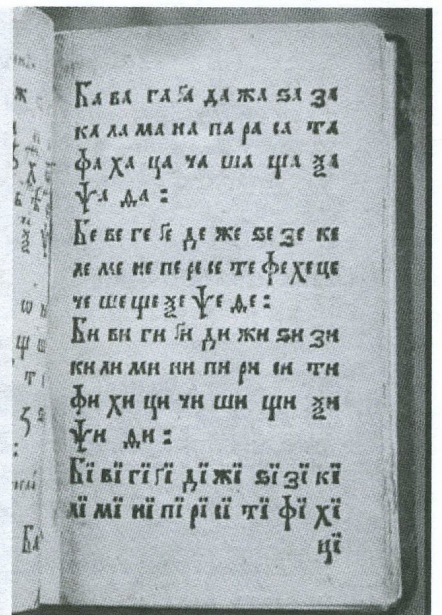 Ба ва га ґа да жа ѕа за
ка ла ма на па ра са та
фа ха ца ча ша ща ѯа
ѱа да :
Бе ве ге ґе де же ѕе зе ке
ле ме не пе ре се те фе хе це
че ше ще ѯе ѱе де :
Би ви ги ґи ди жи ѕи зи
ки ли ми ни пи ри си ти
фи хи ци чи ши щи ѯи
ѱи ди :
Бї вї гї ґї дї жї ѕї зї кї
лї мї нї пї рї сї тї фї хї
цї